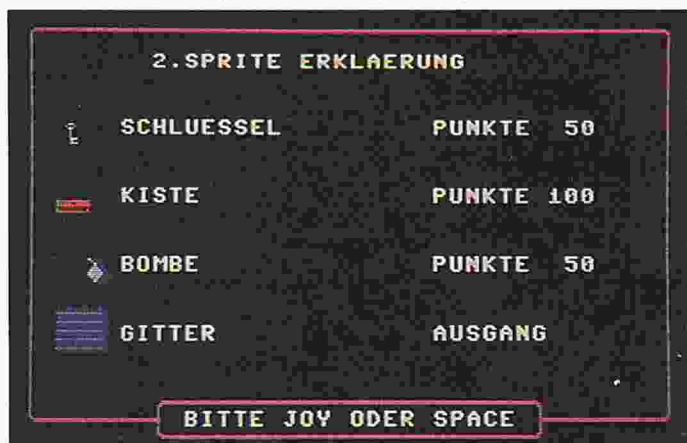 2.SPRITE ERKLAERUNG
SCHLUESSEL PUNKTE 50
KISTE PUNKTE 100
BOMBE PUNKTE 50
GITTER AUSGANG
BITTE JOY ODER SPACE